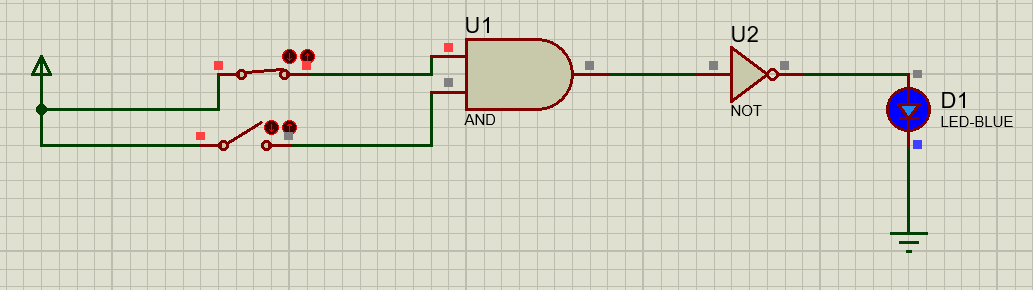 U1
AND
U2
NOT
D1
LED-BLUE